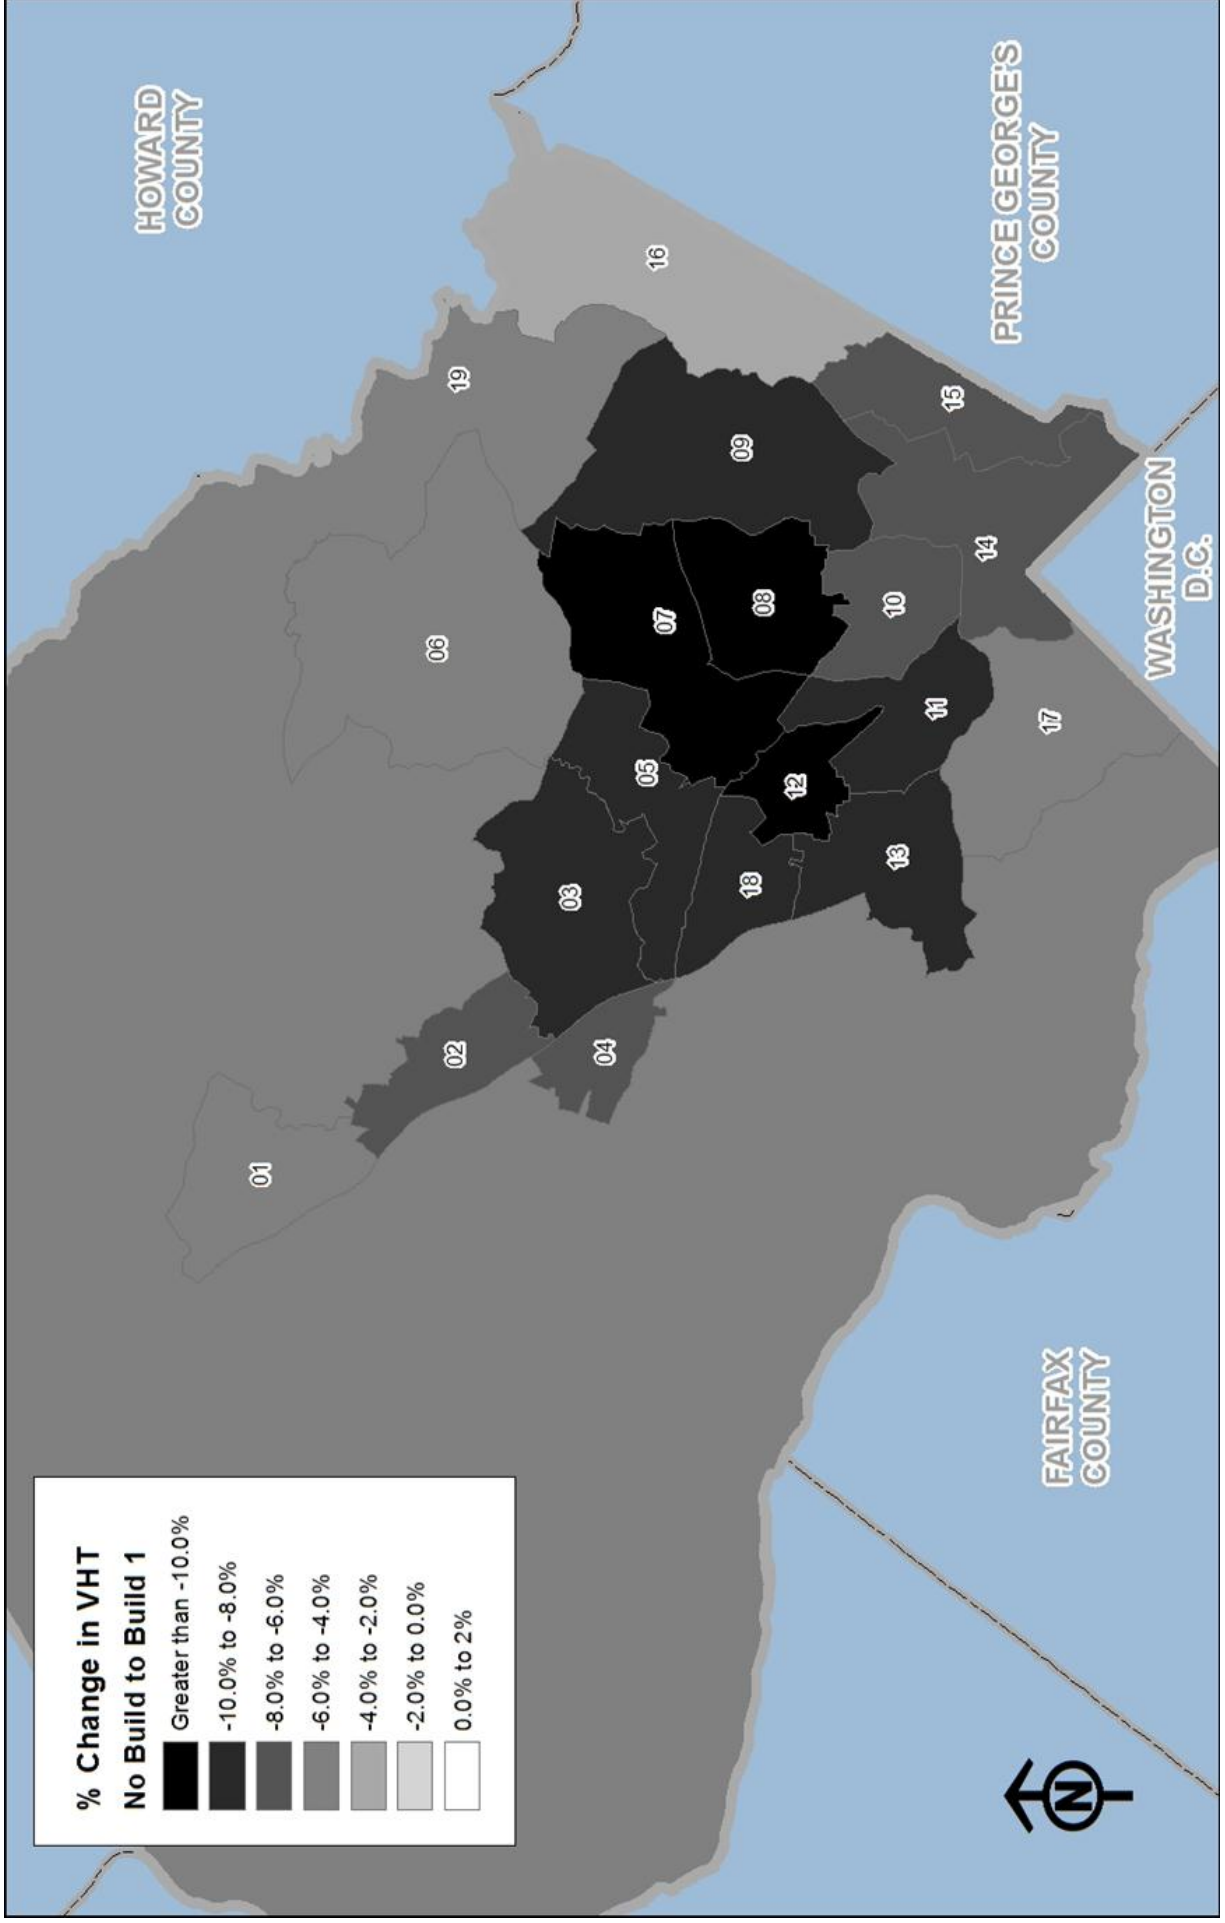 % Change in VHT
No Build to Build 1
Greater than -10.0%
-10.0% to -8.0%
-8.0% to -6.0%
-6.0% to -4.0%
-4.0% to -2.0%
-2.0% to 0.0%
0.0% to 2%
HOWARD
COUNTY
PRINCE GEORGE'S
COUNTY
WASHINGTON
D.C.
FAIRFAX
COUNTY
01
02
03
04
05
06
07
08
09
10
11
12
13
14
15
16
17
18
19
N